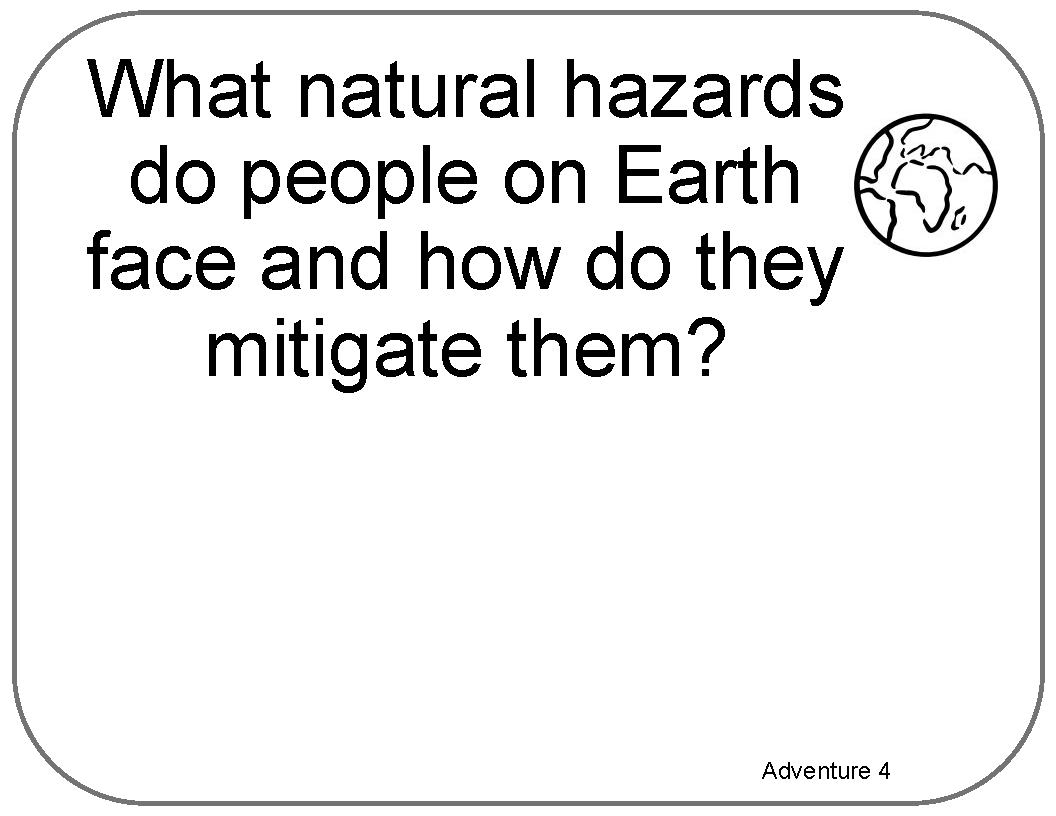 What natural hazards
do people on Earth
face and how do they
mitigate them?
Adventure 4